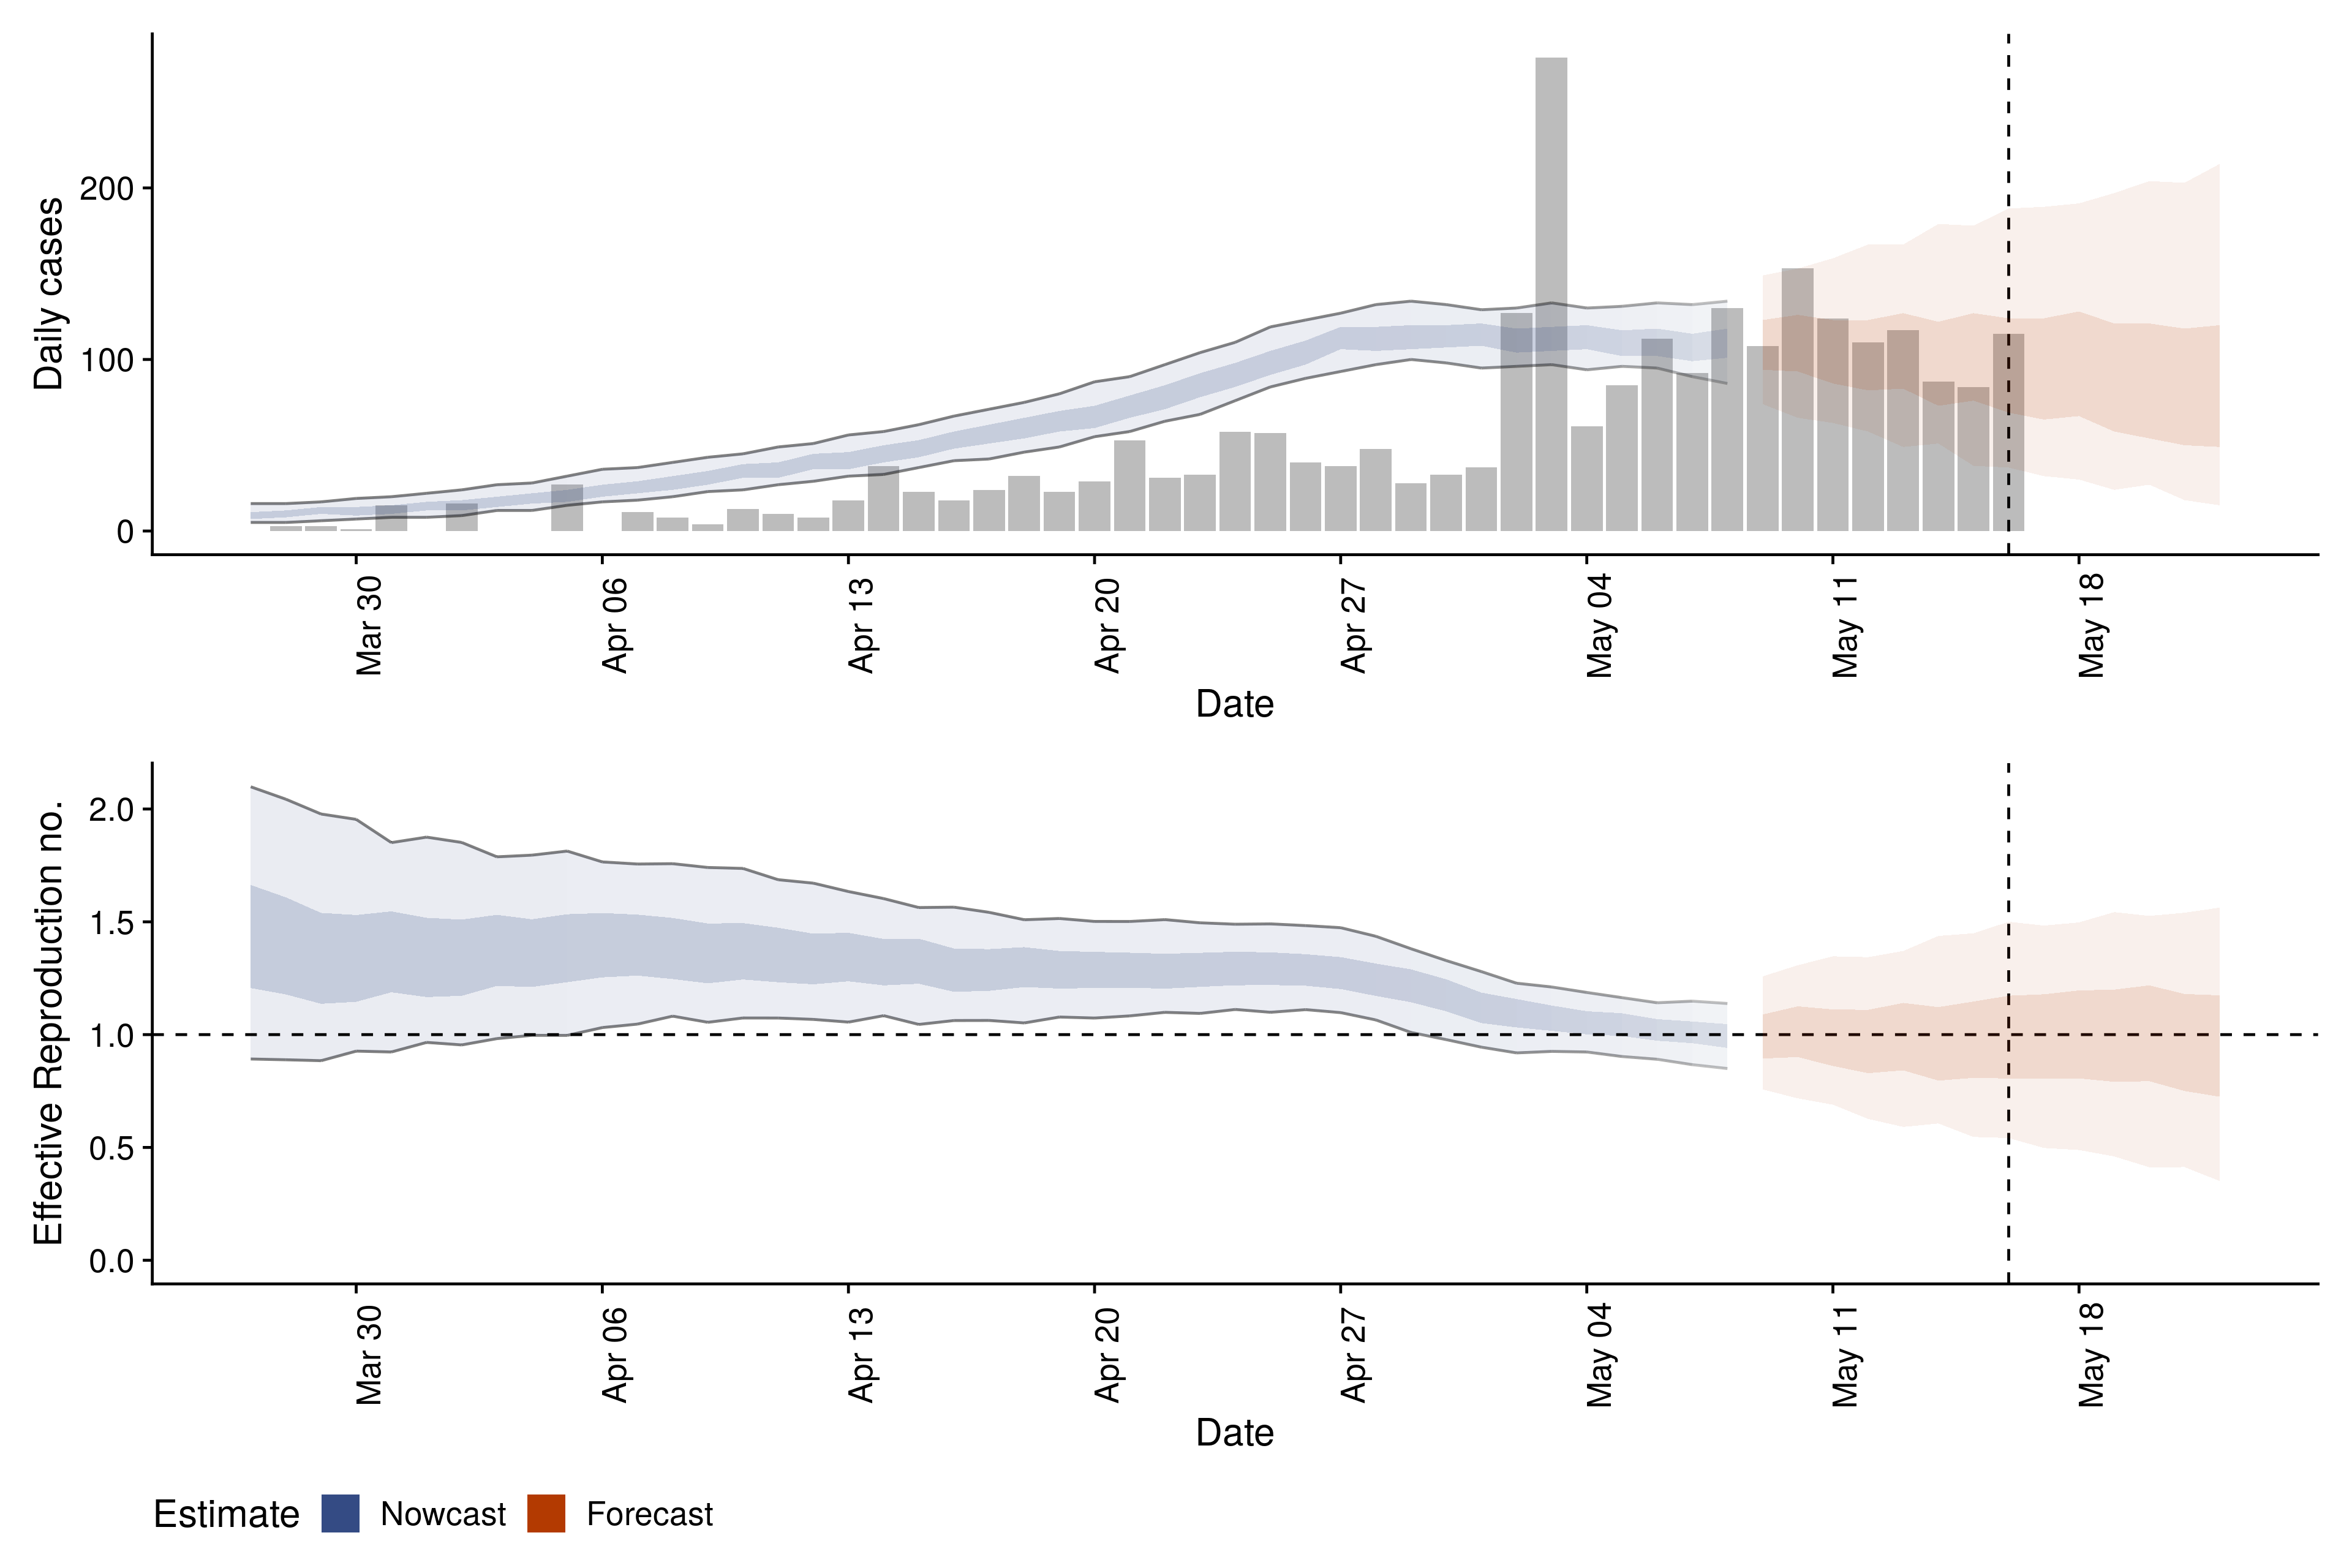 Daily cases
200
100
0
Mar 30
Apr 06
Apr 13
Apr 20
Apr 27
May 04
May 11
May 18
Date
Effective Reproduction no.
2.0
1.5
1.0
0.5
0.0
Mar 30
Apr 06
Apr 13
Apr 20
Apr 27
May 04
May 11
May 18
Date
Estimate Nowcast Forecast